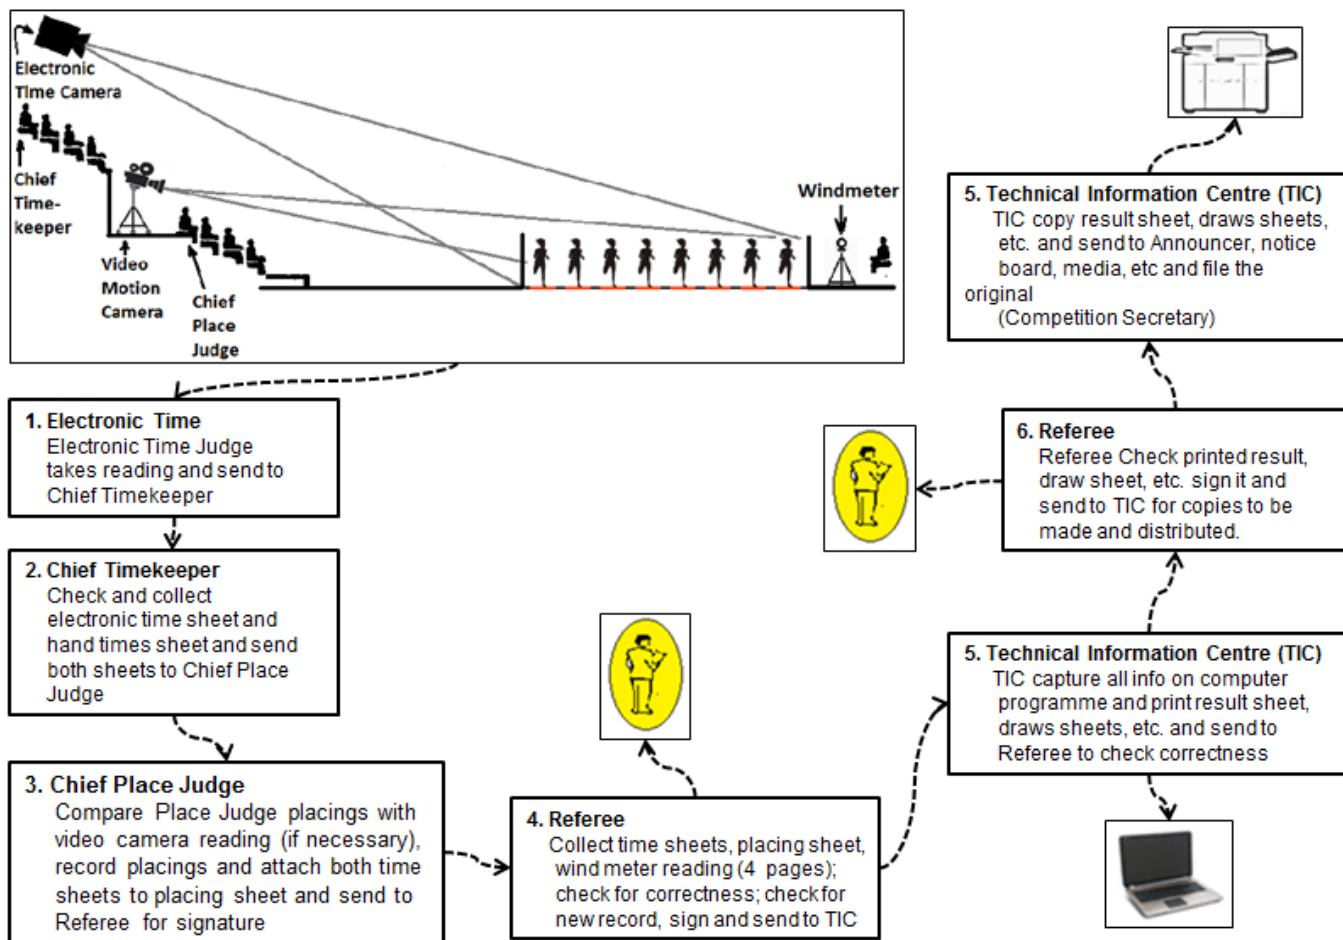 Electronic
Time Camera
Chief
Time-
keeper
Video
Motion
Camera
Chief
Place
Judge
Windmeter
1. Electronic Time
Electronic Time Judge
takes reading and send to
Chief Timekeeper
2. Chief Timekeeper
Check and collect
electronic time sheet and
hand times sheet and send
both sheets to Chief Place
Judge
3. Chief Place Judge
Compare Place Judge placings with
video camera reading (if necessary),
record placings and attach both time
sheets to placing sheet and send to
Referee for signature
4. Referee
Collect time sheets, placing sheet,
wind meter reading (4 pages);
check for correctness; check for
new record, sign and send to TIC
5. Technical Information Centre (TIC)
TIC capture all info on computer
programme and print result sheet,
draws sheets, etc. and send to
Referee to check correctness
6. Referee
Referee Check printed result,
draw sheet, etc. sign it and
send to TIC for copies to be
made and distributed.
5. Technical Information Centre (TIC)
TIC copy result sheet, draws sheets,
etc. and send to Announcer, notice
board, media, etc and file the
original
(Competition Secretary)